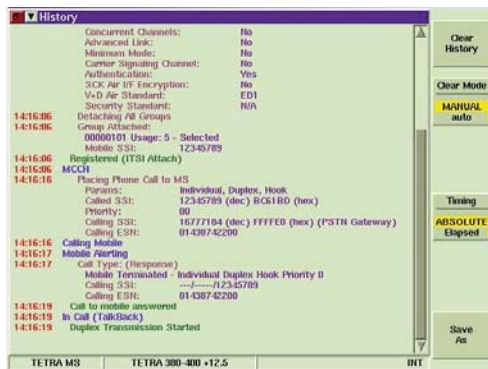 History
Concurrent Channels: No
Advanced Link: No
Minimum Mode: No
Carrier Signaling Channel: No
Authentication: Yes
SCK Air I/F Encryption: No
V+D Air Standard: ED1
Security Standard: N/A
14:16:06 Detaching All Groups
14:16:06 Group Attached:
00000101 Usage: 5 - Selected
Mobile SSI: 12345789
14:16:06 Registered (ITSI Attach)
14:16:06 MCCH
14:16:16 Placing Phone Call to MS
Params: Individual, Duplex, Hook
Called SSI: 12345789 (dec) BC61BD (hex)
Priority: 00
Calling SSI: 16777184 (dec) FFFFE0 (hex) (PSTN Gateway)
Calling ESN: 01438742200
14:16:16 Calling Mobile
14:16:17 Mobile Alerting
14:16:17 Call Type: (Response)
Mobile Terminated - Individual Duplex Hook Priority 0
Calling SSI: ---/-----/12345789
Calling ESN: 01438742200
14:16:19 Call to mobile answered
14:16:19 In Call (TalkBack)
14:16:19 Duplex Transmission Started
TETRA MS TETRA 380-400 +12.5 INT
Clear
History
Clear Mode
MANUAL
auto
Timing
ABSOLUTE
Elapsed
Save
As